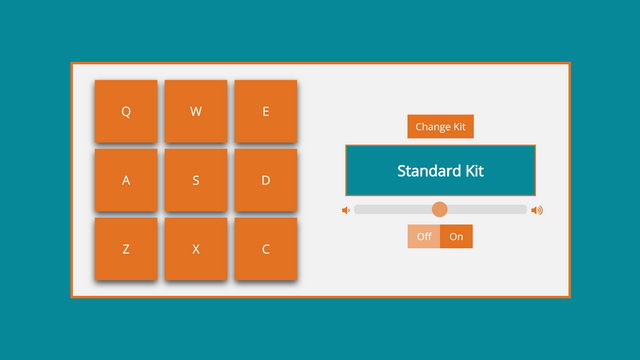 Q W E
A S D
Z X C
Change Kit
Standard Kit
Off On